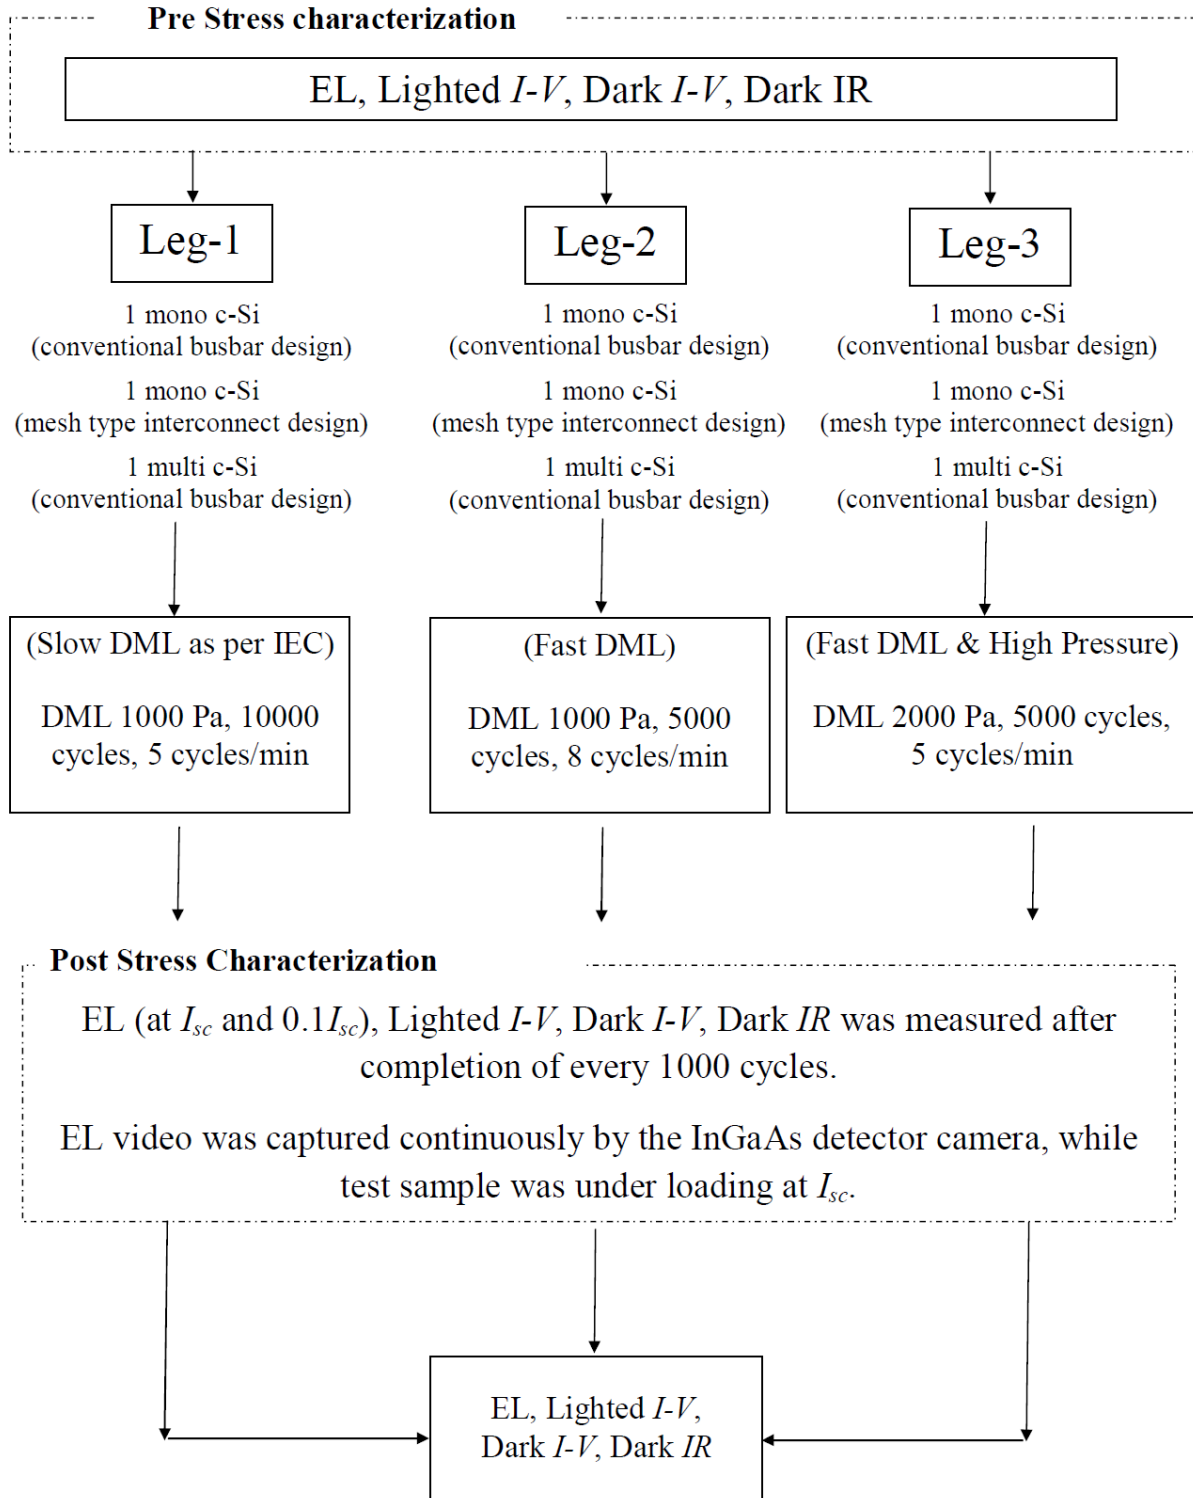 Pre Stress characterization
EL, Lighted I-V, Dark I-V, Dark IR
Leg-1
1 mono c-Si
(conventional busbar design)
1 mono c-Si
(mesh type interconnect design)
1 multi c-Si
(conventional busbar design)
(Slow DML as per IEC)
DML 1000 Pa, 10000
cycles, 5 cycles/min
Leg-2
1 mono c-Si
(conventional busbar design)
1 mono c-Si
(mesh type interconnect design)
1 multi c-Si
(conventional busbar design)
(Fast DML)
DML 1000 Pa, 5000
cycles, 8 cycles/min
Leg-3
1 mono c-Si
(conventional busbar design)
1 mono c-Si
(mesh type interconnect design)
1 multi c-Si
(conventional busbar design)
(Fast DML & High Pressure)
DML 2000 Pa, 5000 cycles,
5 cycles/min
Post Stress Characterization
EL (at Isc and 0.1Isc), Lighted I-V, Dark I-V, Dark IR was measured after
completion of every 1000 cycles.
EL video was captured continuously by the InGaAs detector camera, while
test sample was under loading at Isc.
EL, Lighted I-V,
Dark I-V, Dark IR